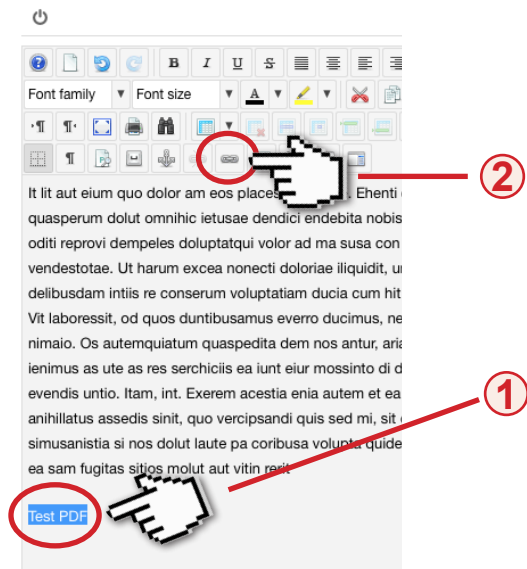 B I U S
Font family Font size A
It lit aut eium quo dolor am eos places Ehenti
quasperum dolut omnihic ietusae dendici endebita nobis
oditi reprovi dempeles doluptatqui volor ad ma susa con
vendestotae. Ut harum excea nonecti doloriae iliquidit, u
delibusdam intiis re conserum voluptatiam ducia cum hit
Vit laboressit, od quos duntibusamus everro ducimus, ne
nimaio. Os autemquiatum quaspedita dem nos antur, aria
ienimus as ute as res serchiciis ea iunt eiur mossinto di d
evendis untio. Itam, int. Exerem acestia enia autem et ea
anihillatus assedis sinit, quo vercipsandi quis sed mi, sit
simusanistia si nos dolut laute pa coribusa volupta quide
ea sam fugitas sitios molut aut vitin rerit
Test PDF
2
1